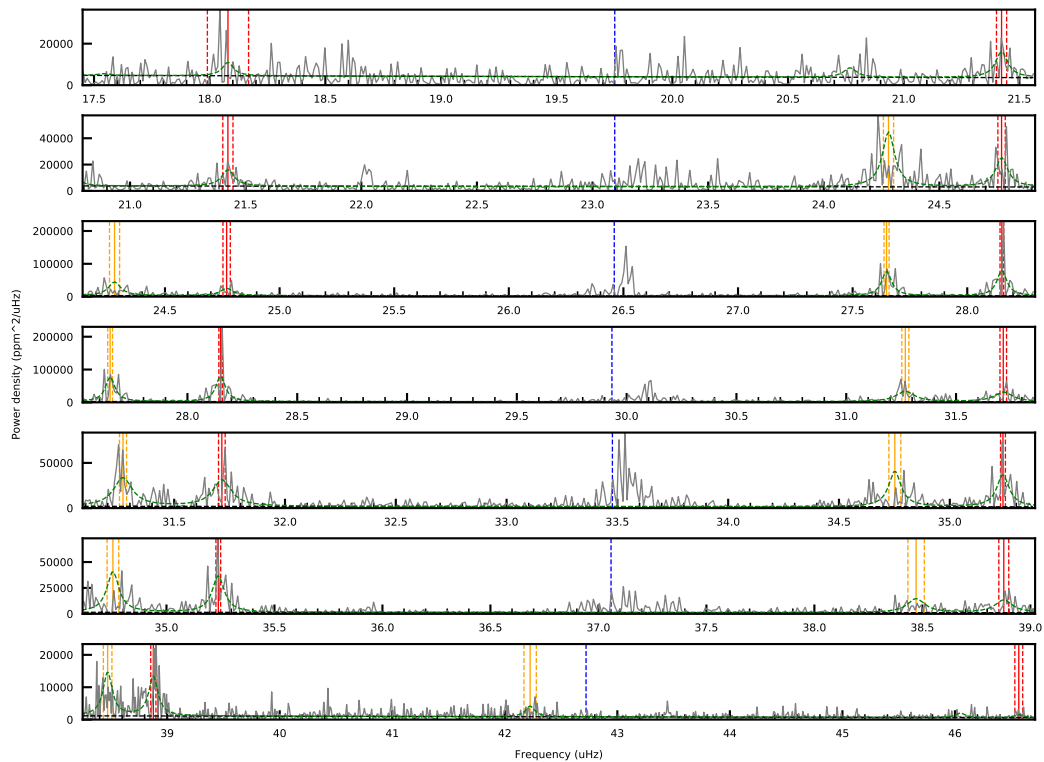 20000
0
17.5 18.0 18.5 19.0 19.5 20.0 20.5 21.0 21.5
40000
20000
0
21.0 21.5 22.0 22.5 23.0 23.5 24.0 24.5
200000
100000
0
24.5 25.0 25.5 26.0 26.5 27.0 27.5 28.0
Power density (ppm^2/uHz)
200000
100000
0
28.0 28.5 29.0 29.5 30.0 30.5 31.0 31.5
50000
0
31.5 32.0 32.5 33.0 33.5 34.0 34.5 35.0
50000
25000
0
35.0 35.5 36.0 36.5 37.0 37.5 38.0 38.5 39.0
20000
10000
0
39 40 41 42 43 44 45 46
Frequency (uHz)